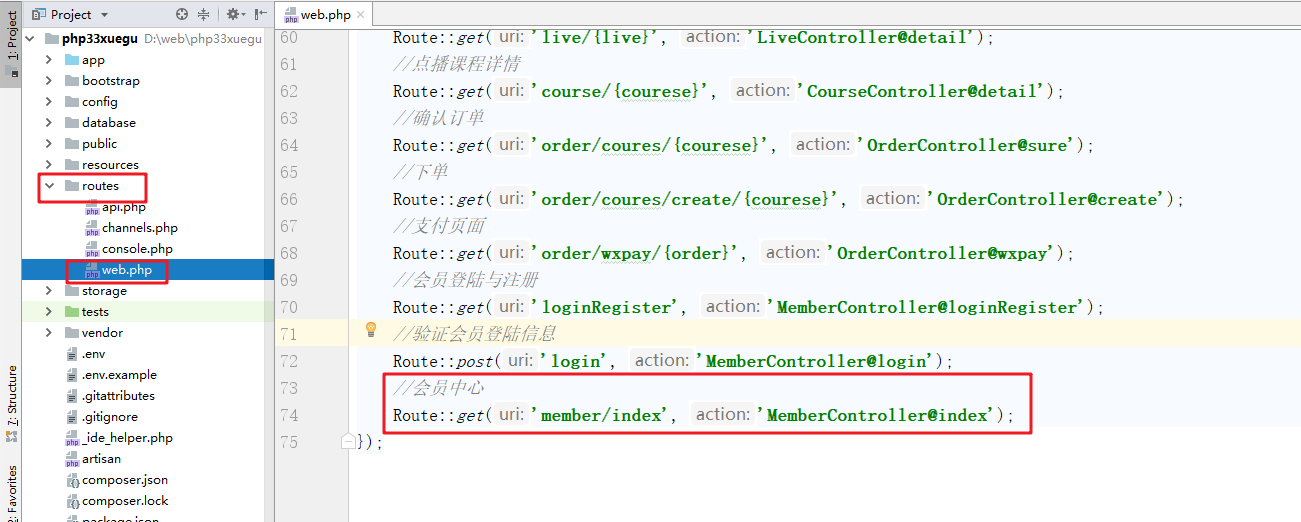 Project
web.php
1: Project
7: Structure
2: Favorites
php33xuegu D:\web\php33xuegu
app
bootstrap
config
database
public
resources
routes
api.php
channels.php
console.php
web.php
storage
tests
vendor
.env
.env.example
.gitattributes
.gitignore
_ide_helper.php
artisan
composer.json
composer.lock
package.json
60 Route::get( uri: 'live/{live}', action: 'LiveController@detail');
61 //点播课程详情
62 Route::get( uri: 'course/{courese}', action: 'CourseController@detail');
63 //确认订单
64 Route::get( uri: 'order/coures/{courese}', action: 'OrderController@sure');
65 //下单
66 Route::get( uri: 'order/coures/create/{courese}', action: 'OrderController@create');
67 //支付页面
68 Route::get( uri: 'order/wxpay/{order}', action: 'OrderController@wxpay');
69 //会员登陆与注册
70 Route::get( uri: 'loginRegister', action: 'MemberController@loginRegister');
71 //验证会员登陆信息
72 Route::post( uri: 'login', action: 'MemberController@login');
73 //会员中心
74 Route::get( uri: 'member/index', action: 'MemberController@index');
75 });